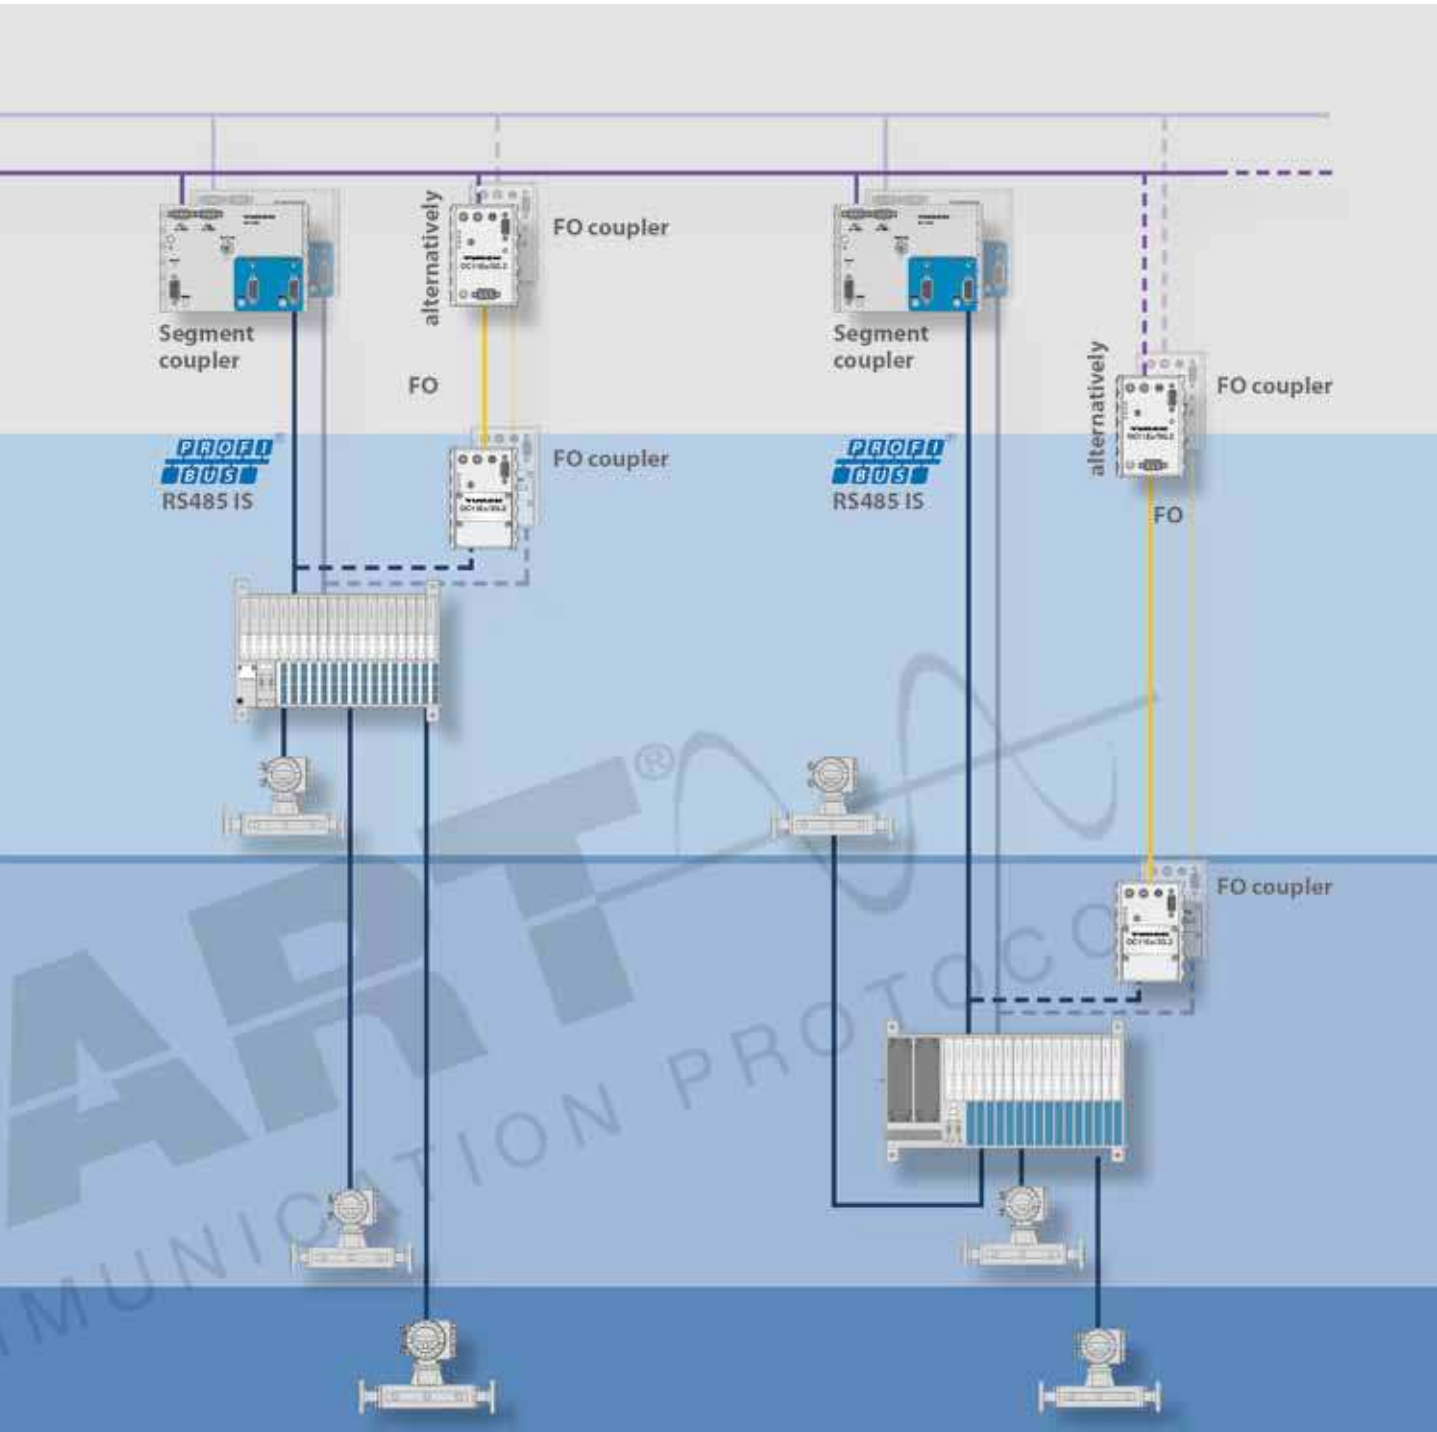 alternatively
FO coupler
Segment
coupler
FO
PROFI
BUS
RS485 IS
FO coupler
Segment
coupler
alternatively
FO coupler
PROFI
BUS
RS485 IS
FO
FO coupler
ART®
MMUNICATION PROTOCO